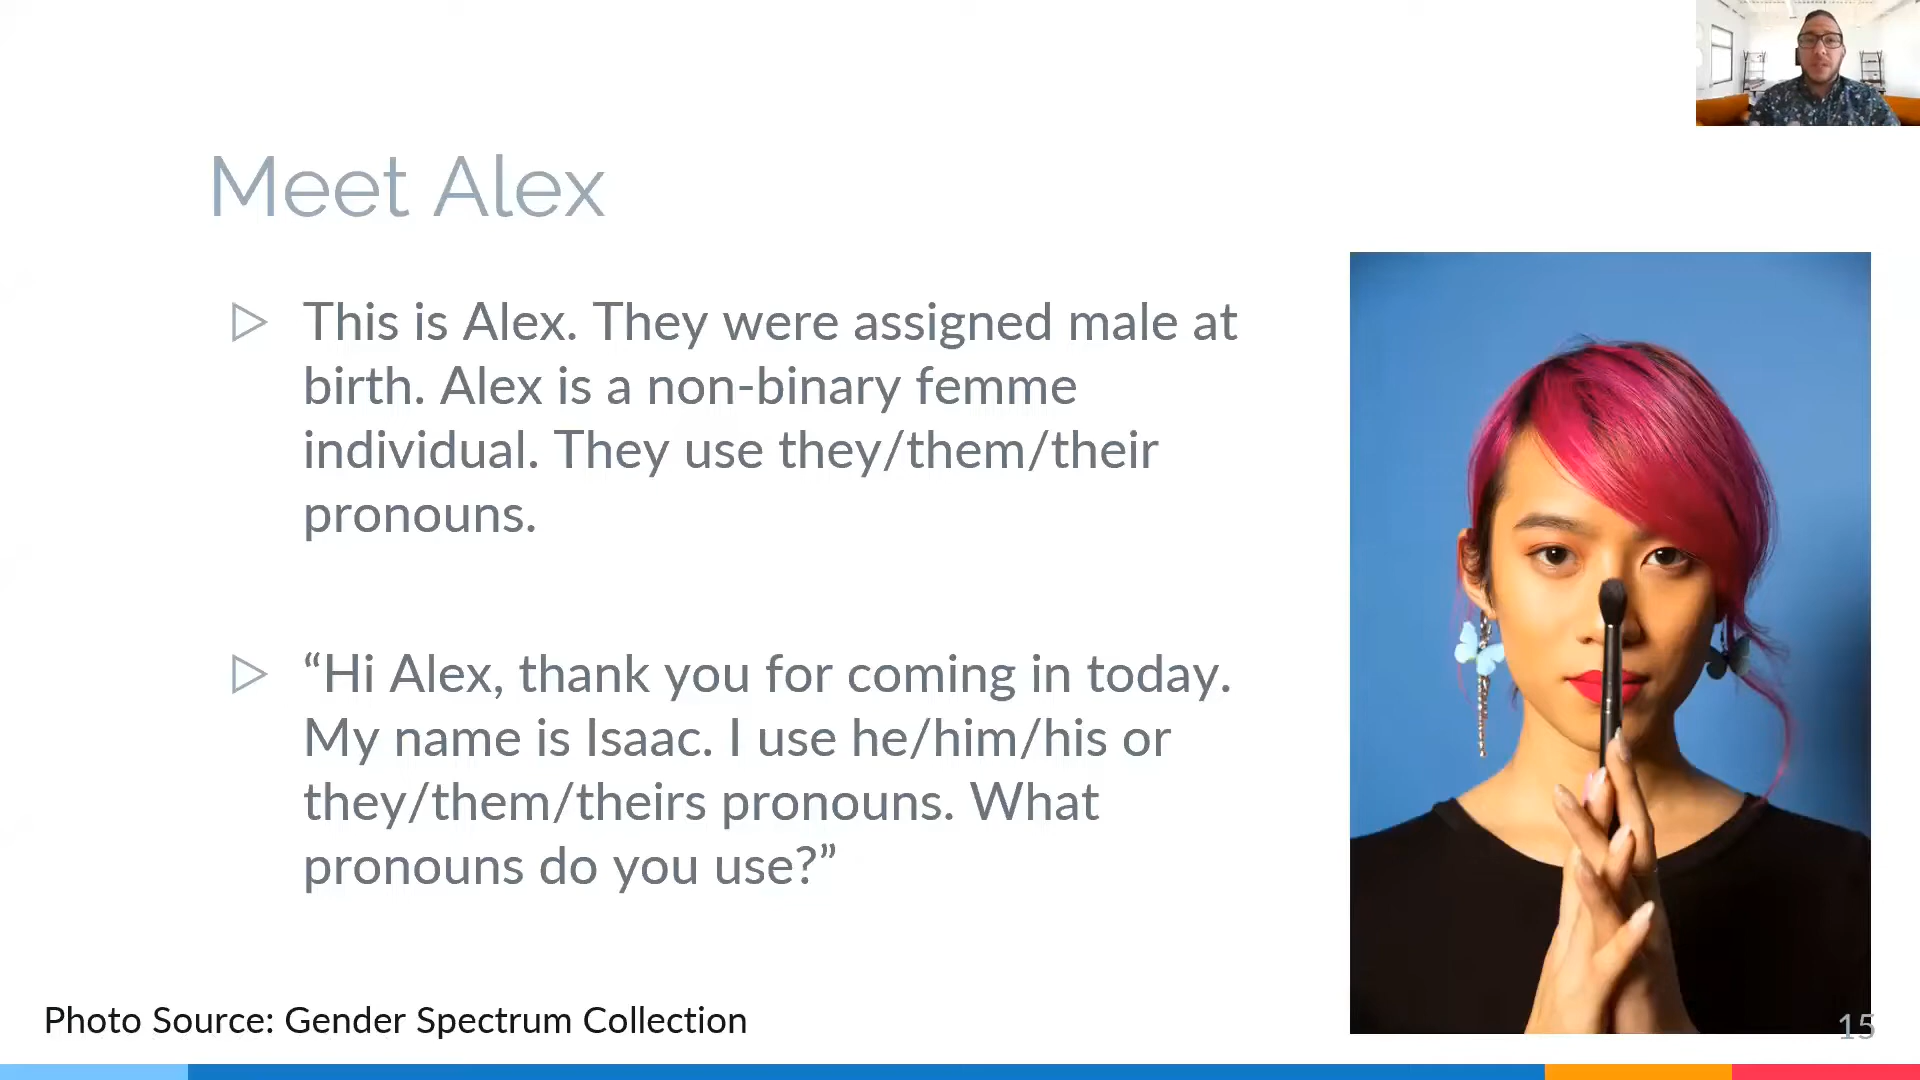 Meet Alex
This is Alex. They were assigned male at
birth. Alex is a non-binary femme
individual. They use they/them/their
pronouns.
“Hi Alex, thank you for coming in today.
My name is Isaac. I use he/him/his or
they/them/theirs pronouns. What
pronouns do you use?”
Photo Source: Gender Spectrum Collection
15